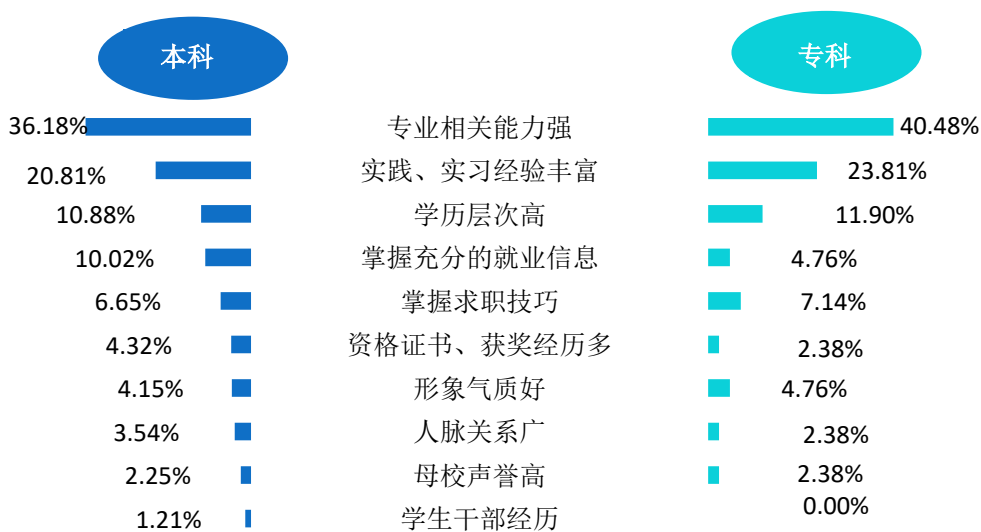 本科 专科
36.18% 专业相关能力强 40.48%
20.81% 实践、实习经验丰富 23.81%
10.88% 学历层次高 11.90%
10.02% 掌握充分的就业信息 4.76%
6.65% 掌握求职技巧 7.14%
4.32% 资格证书、获奖经历多 2.38%
4.15% 形象气质好 4.76%
3.54% 人脉关系广 2.38%
2.25% 母校声誉高 2.38%
1.21% 学生干部经历 0.00%